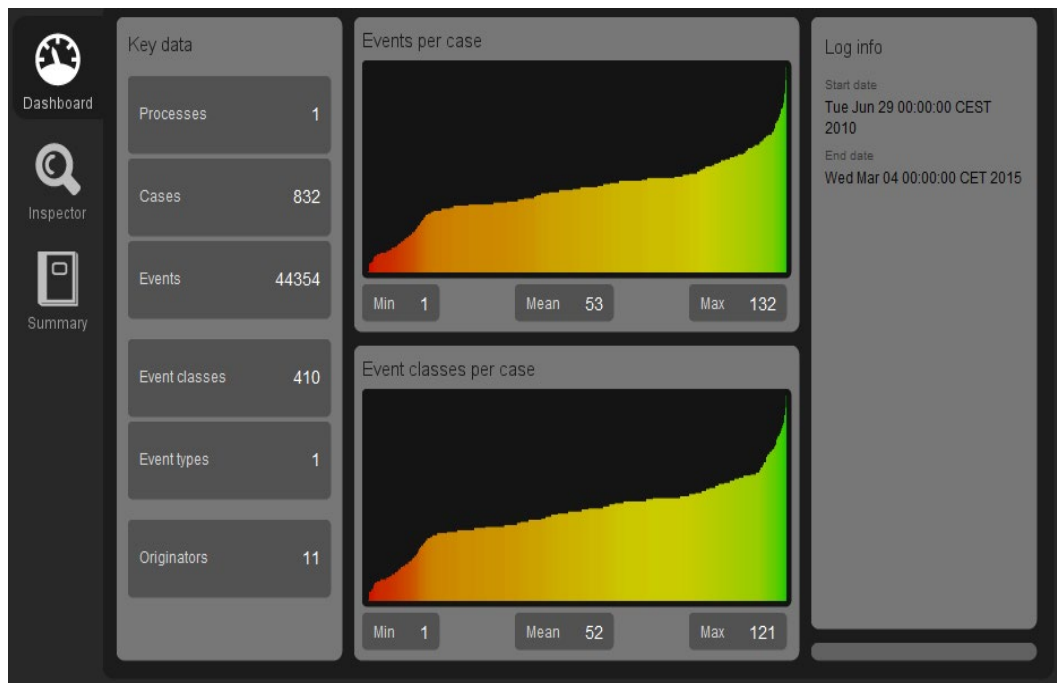 Dashboard
Inspector
Summary
Key data
Processes 1
Cases 832
Events 44354
Event classes 410
Event types 1
Originators 11
Events per case
Min 1 Mean 53 Max 132
Event classes per case
Min 1 Mean 52 Max 121
Log info
Start date
Tue Jun 29 00:00:00 CEST
2010
End date
Wed Mar 04 00:00:00 CET 2015